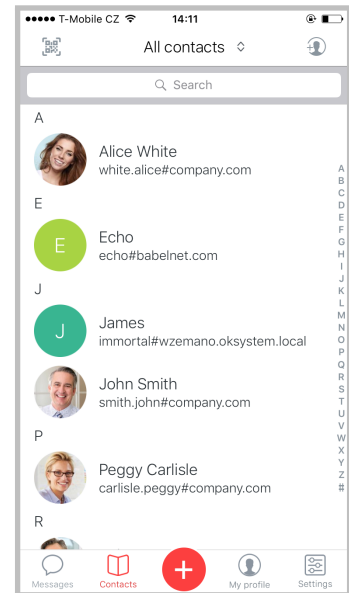 T-Mobile CZ 14:11
All contacts
Search
A
Alice White
white.alice#company.com
E
E
Echo
echo#babelnet.com
J
J
James
immortal#wzemano.oksystem.local
John Smith
smith.john#company.com
P
Peggy Carlisle
carlisle.peggy#company.com
R
A
B
C
D
E
F
G
H
I
J
K
L
M
N
O
P
Q
R
S
T
U
V
W
X
Y
Z
#
Messages Contacts + My profile Settings